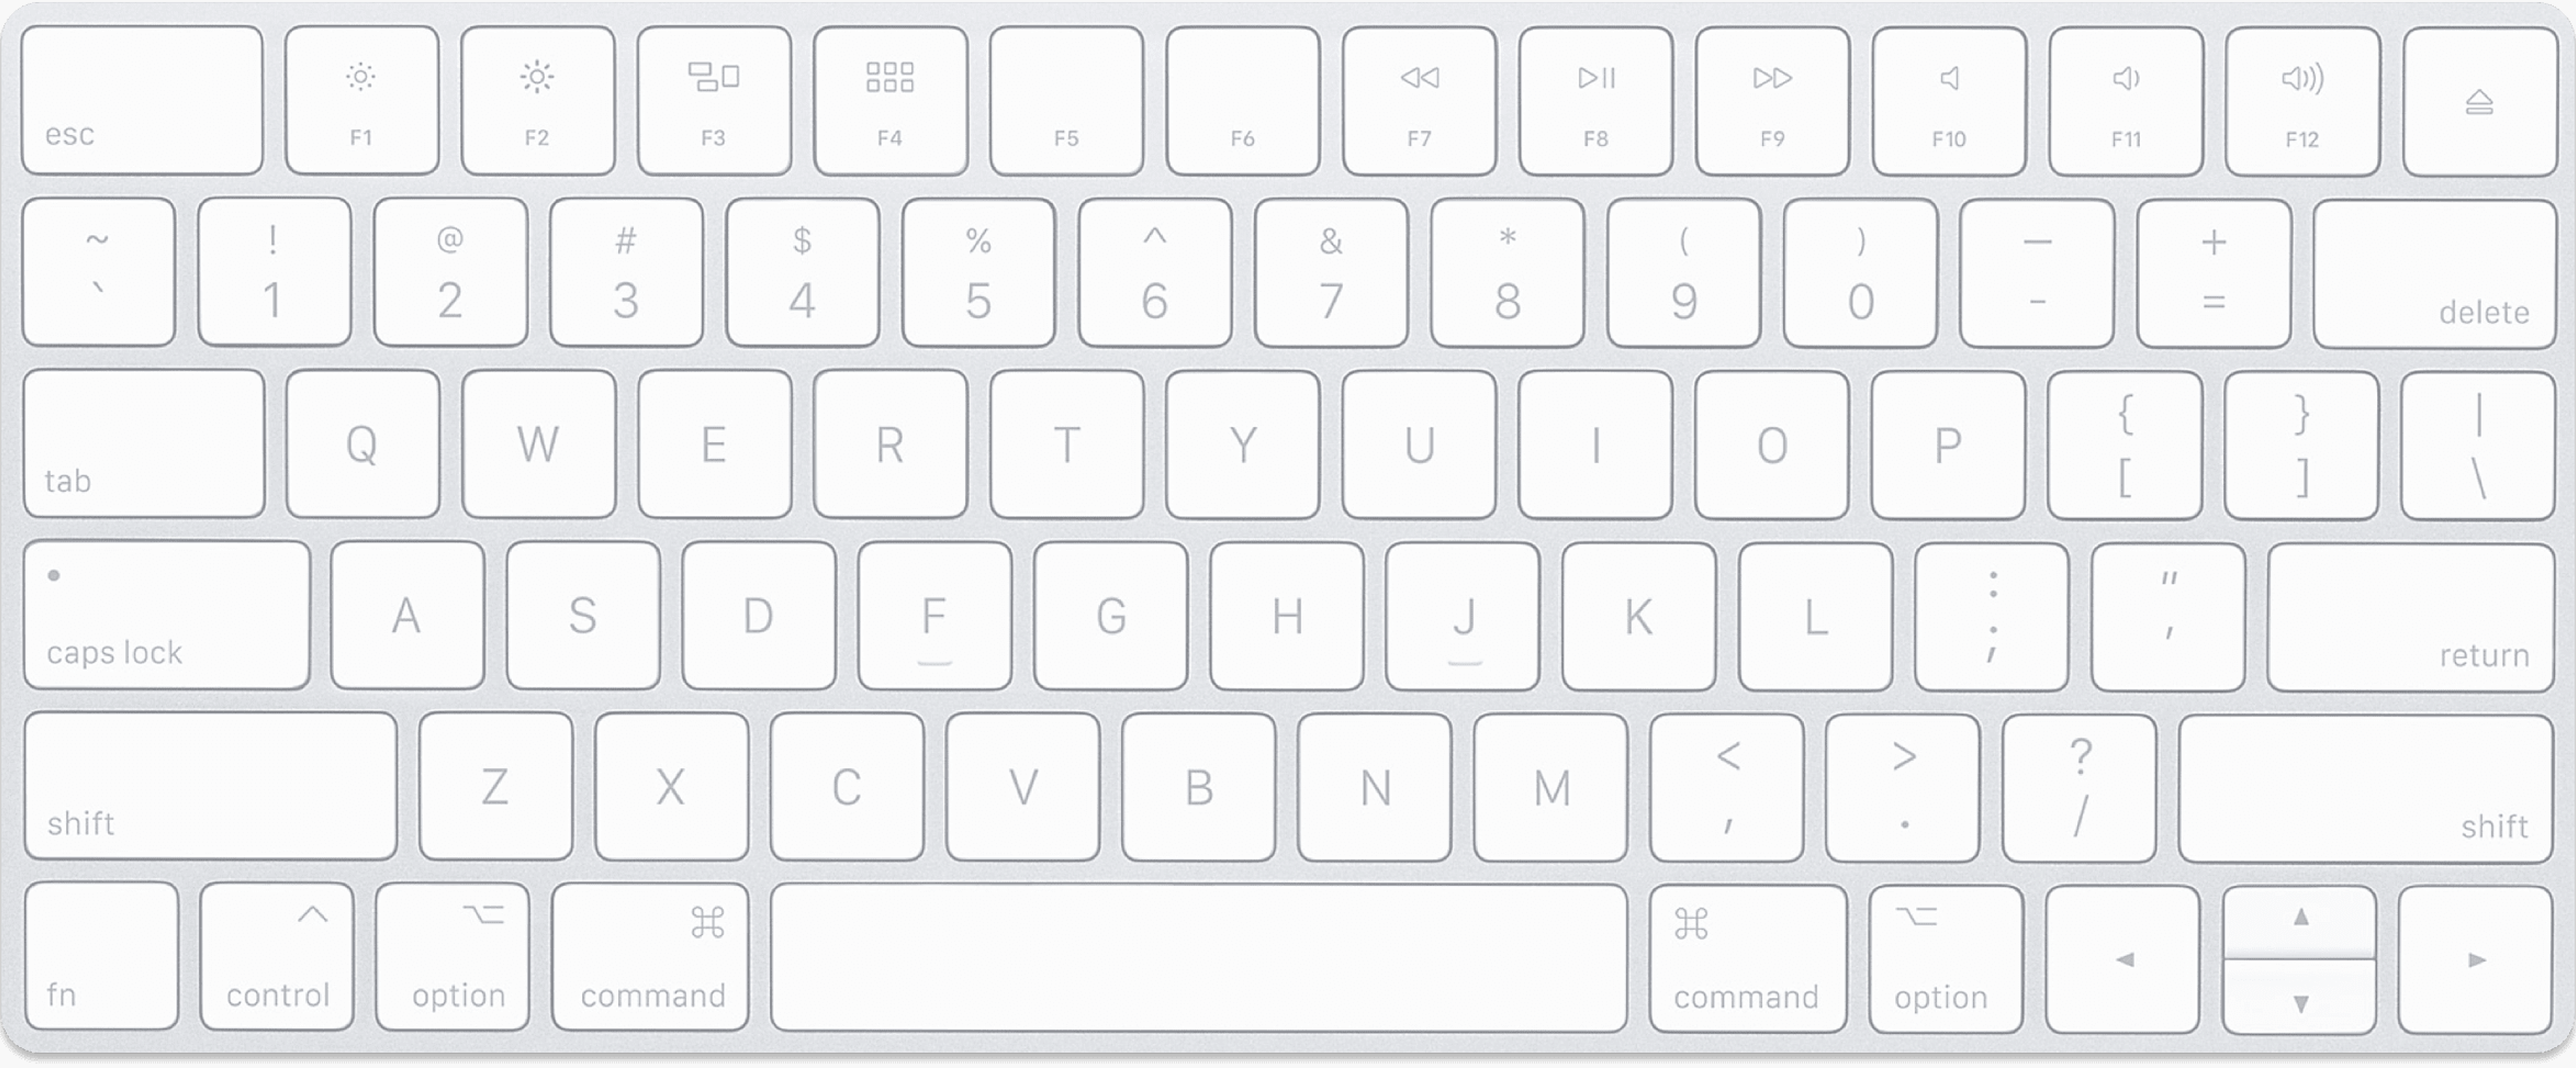 esc F1 F2 F3 F4 F5 F6 F7 F8 F9 F10 F11 F12
~ ! @ # $ % ^ & * ( ) — +
` 1 2 3 4 5 6 7 8 9 0 - = delete
tab Q W E R T Y U I O P { } |
[ ] \
caps lock A S D F G H J K L : "
; ' return
shift Z X C V B N M < > ?
, . / shift
fn control option command command option